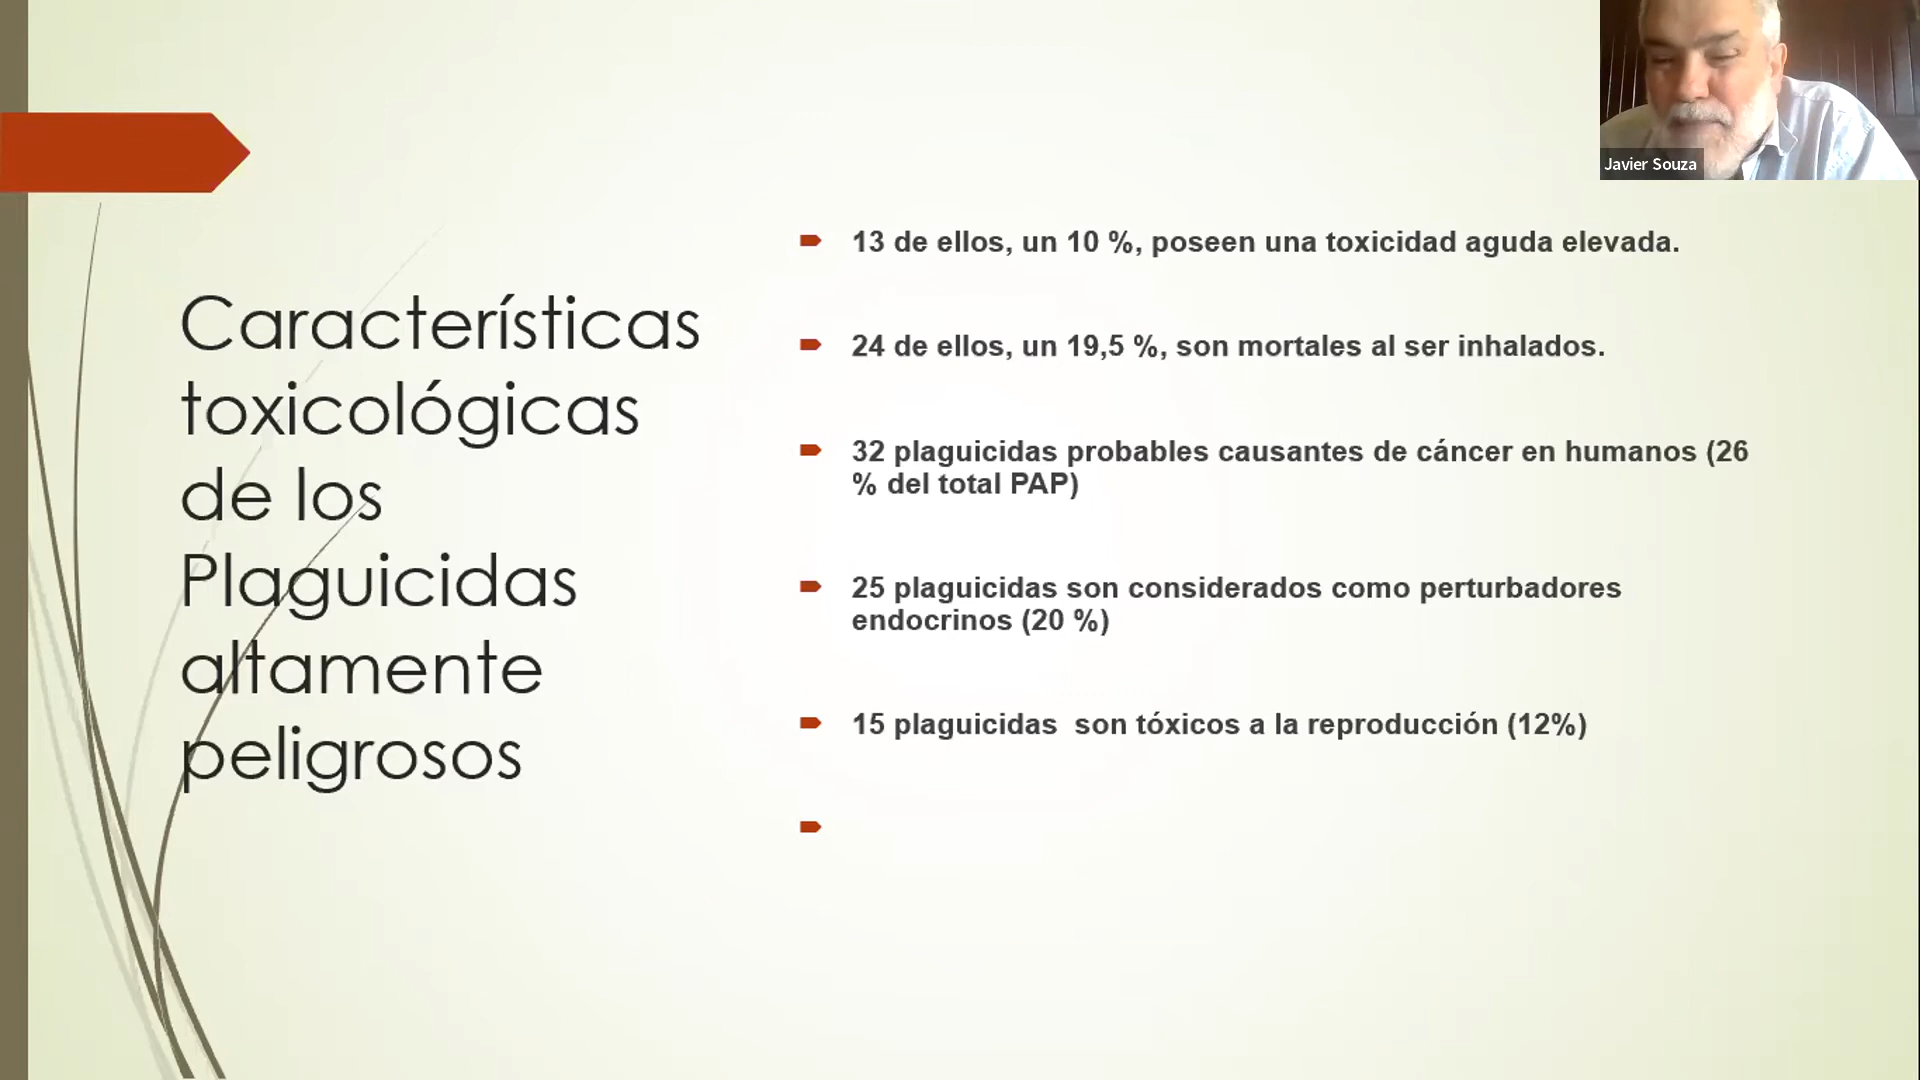 Características
toxicológicas
de los
Plaguicidas
altamente
peligrosos
13 de ellos, un 10 %, poseen una toxicidad aguda elevada.
24 de ellos, un 19,5 %, son mortales al ser inhalados.
32 plaguicidas probables causantes de cáncer en humanos (26
% del total PAP)
25 plaguicidas son considerados como perturbadores
endocrinos (20 %)
15 plaguicidas  son tóxicos a la reproducción (12%)
Javier Souza